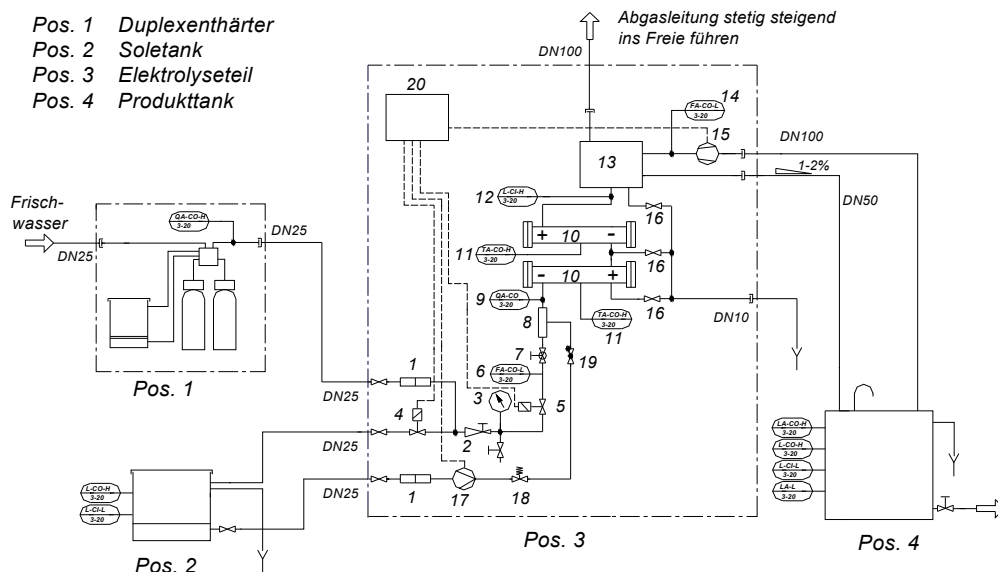 Pos. 1 Duplexenthärter
Pos. 2 Soletank
Pos. 3 Elektrolyseteil
Pos. 4 Produkttank
Abgasleitung stetig steigend
ins Freie führen
DN100
20
FA-CO-L
3-20
14
15
DN100
13
1-2%
DN50
L-CI-H
3-20
12
16
Frisch-
wasser
DN25
QA-CO-H
3-20
DN25
+ 10 -
11
TA-CO-H
3-20
16
- 10 +
9
QA-CO
3-20
16
DN10
8
TA-CO-H
3-20
11
7
19
6
FA-CO-L
3-20
Pos. 1
1
DN25
3
4
5
2
DN25
LA-CO-H
3-20
L-CO-H
3-20
L-CI-L
3-20
LA-L
3-20
L-CO-H
3-20
L-CI-L
3-20
DN25
1
17
18
Pos. 2
Pos. 3
Pos. 4